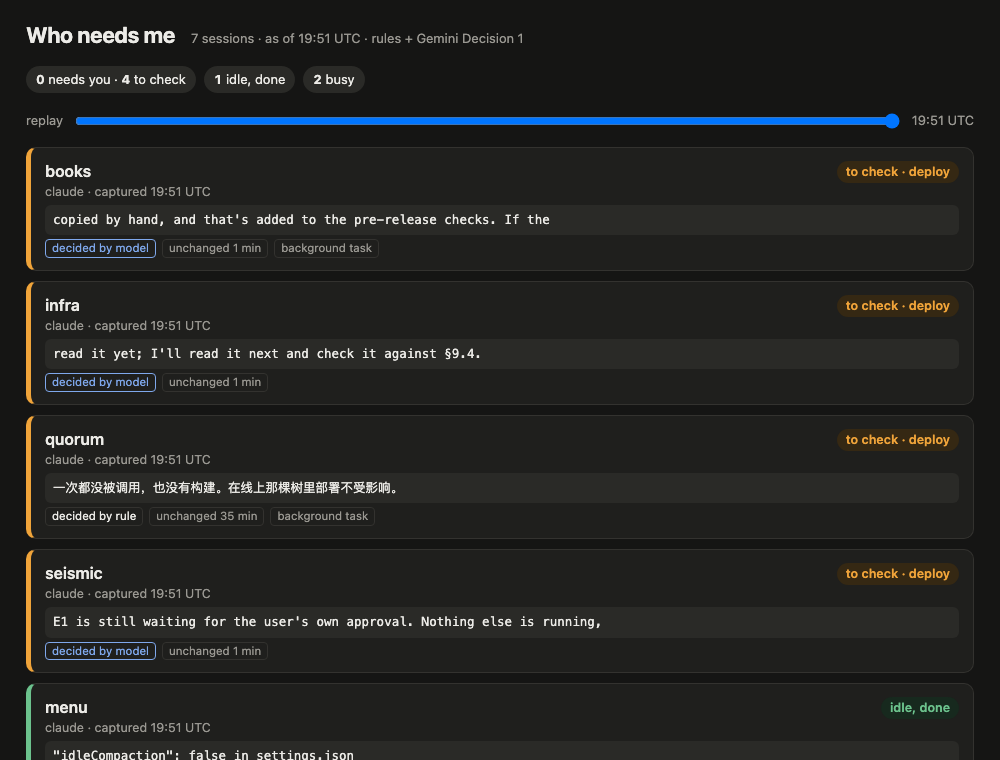 Who needs me 7 sessions · as of 19:51 UTC · rules + Gemini Decision 1
0 needs you · 4 to check 1 idle, done 2 busy
replay 19:51 UTC
books to check · deploy
claude · captured 19:51 UTC
copied by hand, and that's added to the pre-release checks. If the
decided by model unchanged 1 min background task
infra to check · deploy
claude · captured 19:51 UTC
read it yet; I'll read it next and check it against §9.4.
decided by model unchanged 1 min
quorum to check · deploy
claude · captured 19:51 UTC
一次都没被调用，也没有构建。在线上那棵树里部署不受影响。
decided by rule unchanged 35 min background task
seismic to check · deploy
claude · captured 19:51 UTC
E1 is still waiting for the user's own approval. Nothing else is running,
decided by model unchanged 1 min
menu idle, done
claude · captured 19:51 UTC
"idleCompaction": false in settings.json